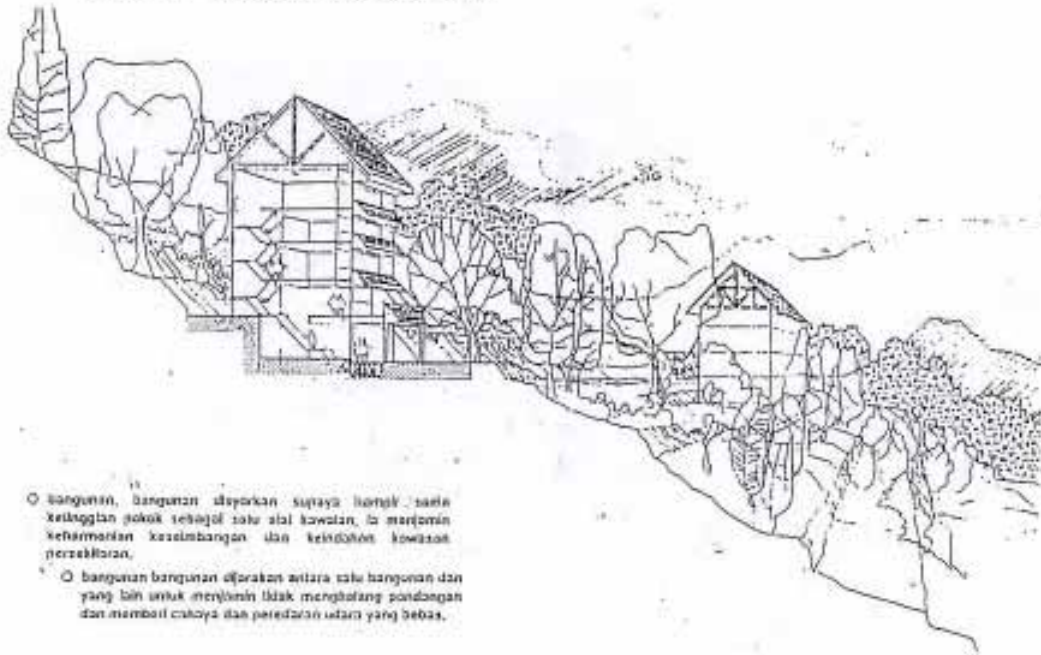 ○ bangunan, bangunan disyorkan supaya hampir sama
ketinggian pokok sebagai satu alat kawalan, ia menjamin
keharmonian keseimbangan dan keindahan kawasan
persekitaran.
○ bangunan bangunan dijarakan antara satu bangunan dan
yang lain untuk menjamin tidak menghalang pandangan
dan memberi cahaya dan peredaran udara yang bebas.